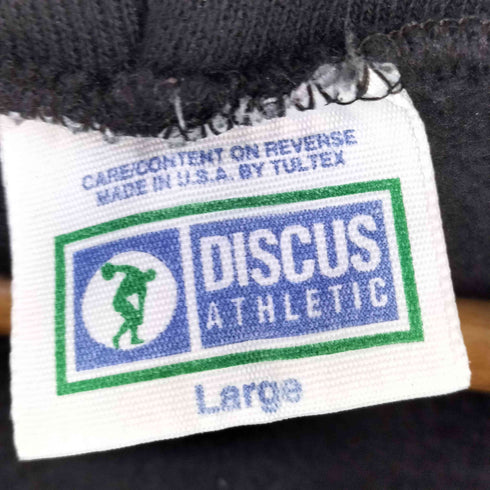 CARE/CONTENT ON REVERSE
MADE IN U.S.A. BY TULTEX
DISCUS
ATHLETIC
Large